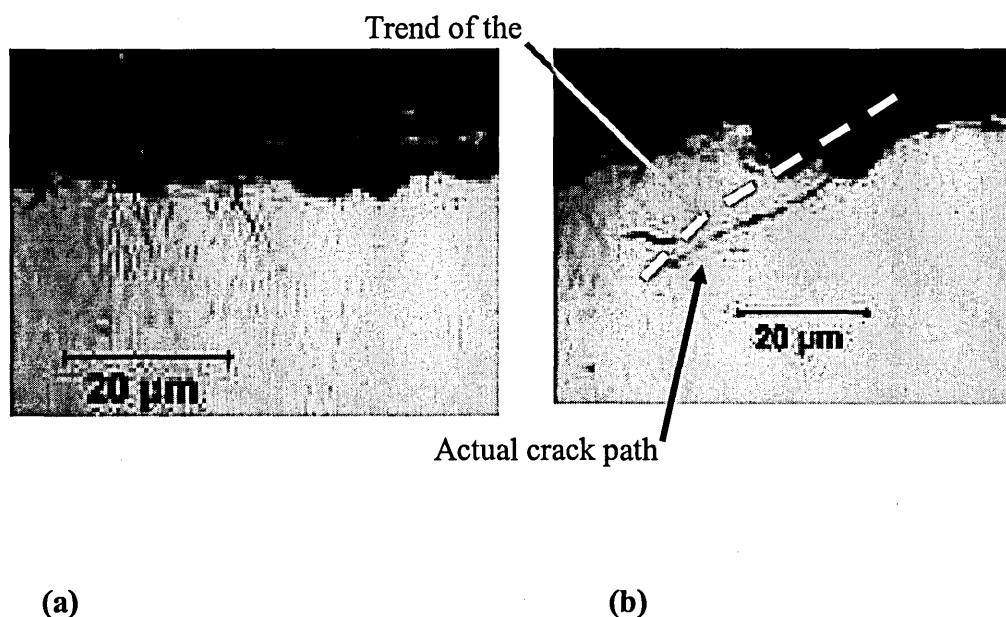 Trend of the
20 µm
20 µm
Actual crack path
(a)
(b)